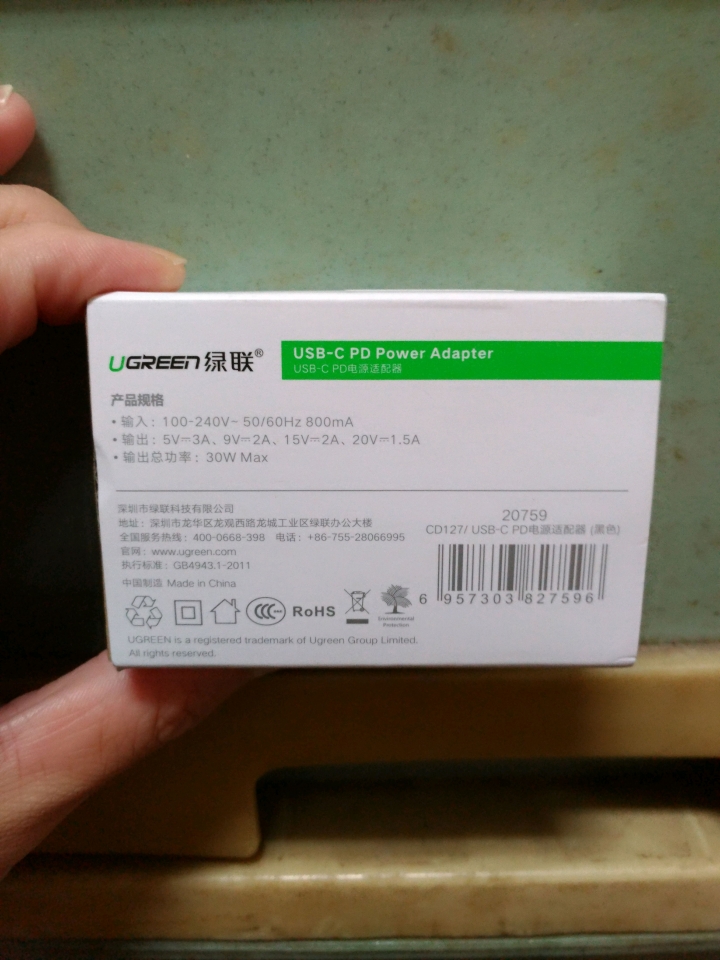 UGREEN 绿联®
USB-C PD Power Adapter
USB-C PD电源适配器
产品规格
• 输入: 100-240V~ 50/60Hz 800mA
• 输出: 5V⎓3A、9V⎓2A、15V⎓2A、20V⎓1.5A
• 输出总功率: 30W Max
深圳市绿联科技有限公司
地址: 深圳市龙华区龙观西路龙城工业区绿联办公大楼
全国服务热线: 400-0668-398 电话: +86-755-28066995
官网: www.ugreen.com
执行标准: GB4943.1-2011
中国制造 Made in China
20759
CD127/ USB-C PD电源适配器 (黑色)
6 957303 827596
CCC
RoHS
Environmental
Protection
UGREEN is a registered trademark of Ugreen Group Limited.
All rights reserved.